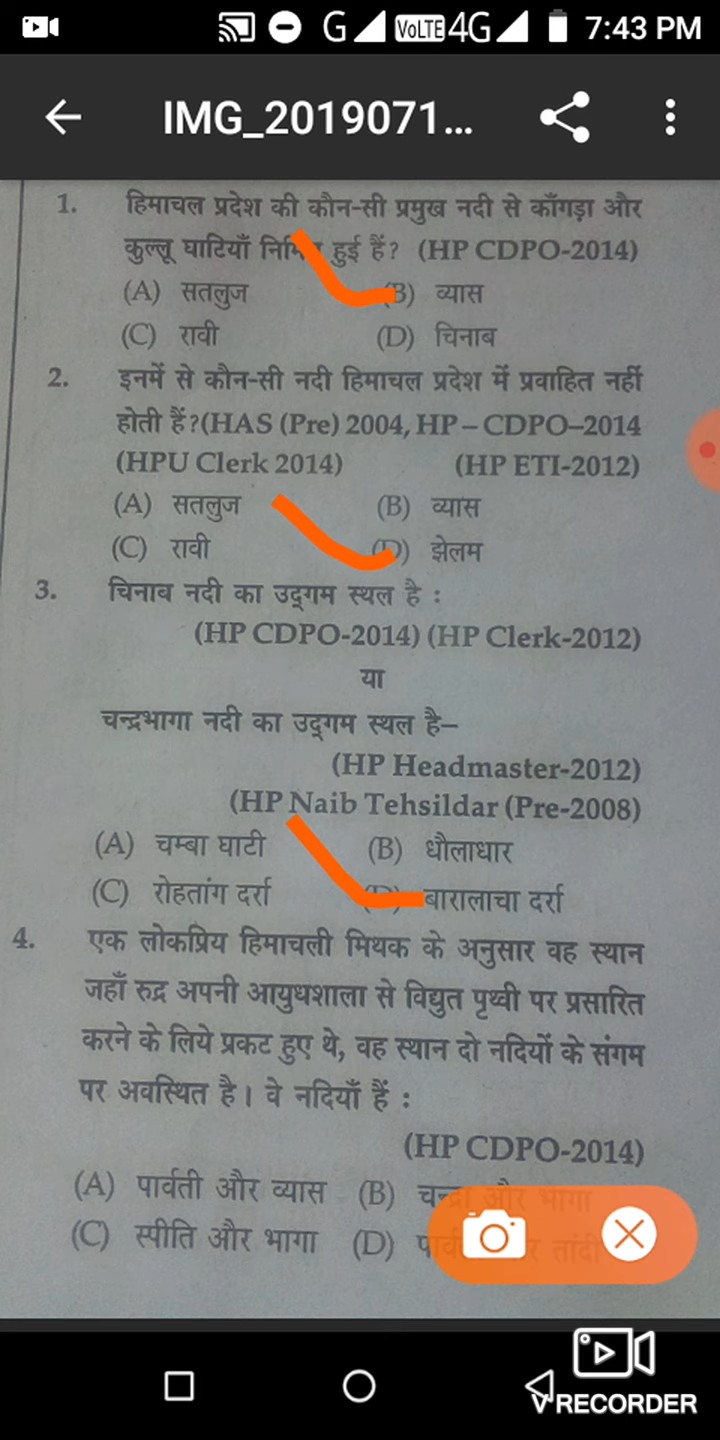 G VoLTE 4G 7:43 PM
IMG_2019071...
1. हिमाचल प्रदेश की कौन-सी प्रमुख नदी से काँगड़ा और
कुल्लू घाटियाँ हुई हैं? (HP CDPO-2014)
(A) सतलुज (B) व्यास
(C) रावी (D) चिनाब
2. इनमें से कौन-सी नदी हिमाचल प्रदेश में प्रवाहित नहीं
होती हैं?(HAS (Pre) 2004, HP – CDPO–2014
(HPU Clerk 2014) (HP ETI-2012)
(A) सतलुज (B) व्यास
(C) रावी (D) झेलम
3. चिनाब नदी का उद्गम स्थल है :
(HP CDPO-2014) (HP Clerk-2012)
या
चन्द्रभागा नदी का उद्गम स्थल है–
(HP Headmaster-2012)
(HP Naib Tehsildar (Pre-2008)
(A) चम्बा घाटी (B) धौलाधार
(C) रोहतांग दर्रा (D) बारालाचा दर्रा
4. एक लोकप्रिय हिमाचली मिथक के अनुसार वह स्थान
जहाँ रुद्र अपनी आयुधशाला से विद्युत पृथ्वी पर प्रसारित
करने के लिये प्रकट हुए थे, वह स्थान दो नदियों के संगम
पर अवस्थित है। वे नदियाँ हैं :
(HP CDPO-2014)
(A) पार्वती और व्यास (B) चन्द्रा और भागा
(C) स्पीति और भागा (D) तांदी
V RECORDER